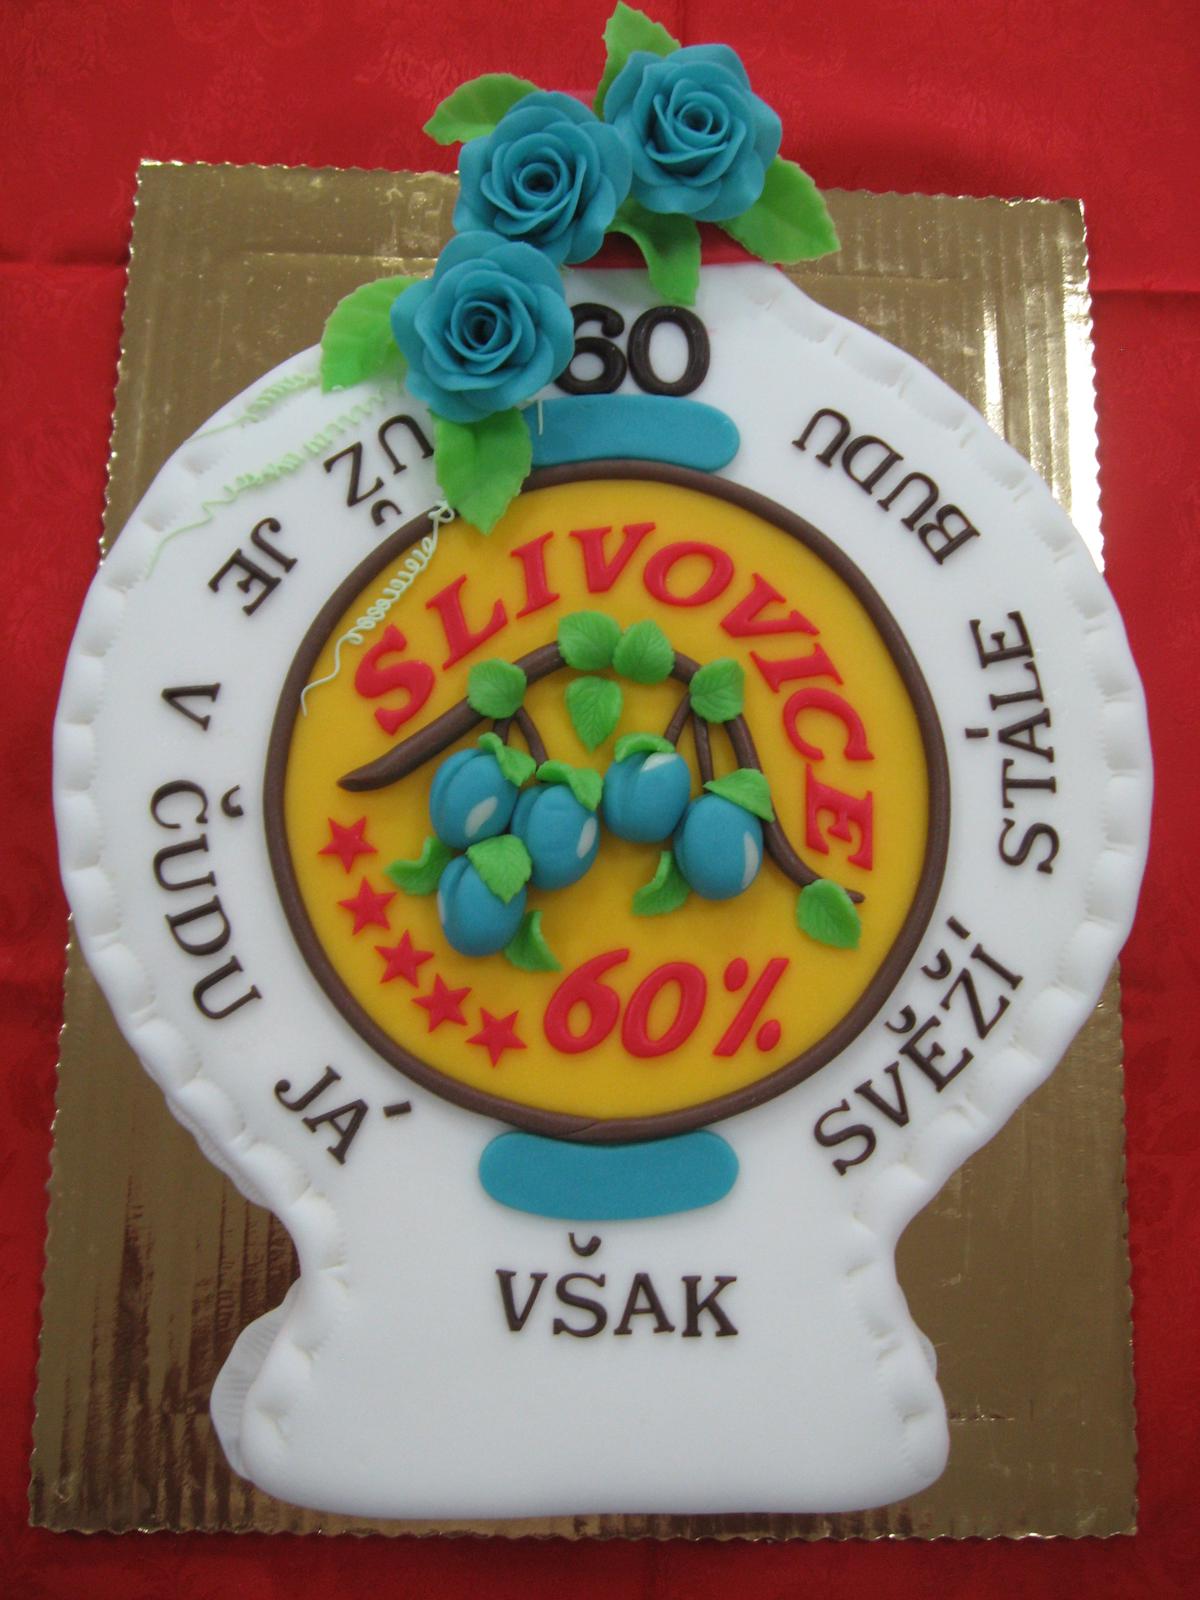 60
UŽ JE V ČUDU JÁ VŠAK SVĚŽÍ STÁLE BUDU
SLIVOVICE
60%